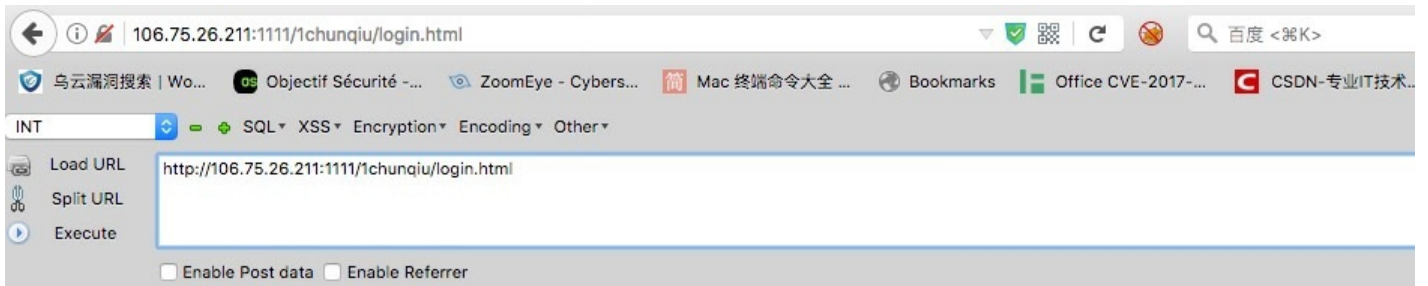 106.75.26.211:1111/1chunqiu/login.html 百度 <⌘K>
乌云漏洞搜索 | Wo... os Objectif Sécurité -... ZoomEye - Cybers... 简 Mac 终端命令大全 ... Bookmarks Office CVE-2017-... C CSDN-专业IT技术...
INT SQL XSS Encryption Encoding Other
Load URL http://106.75.26.211:1111/1chunqiu/login.html
Split URL
Execute
Enable Post data Enable Referrer